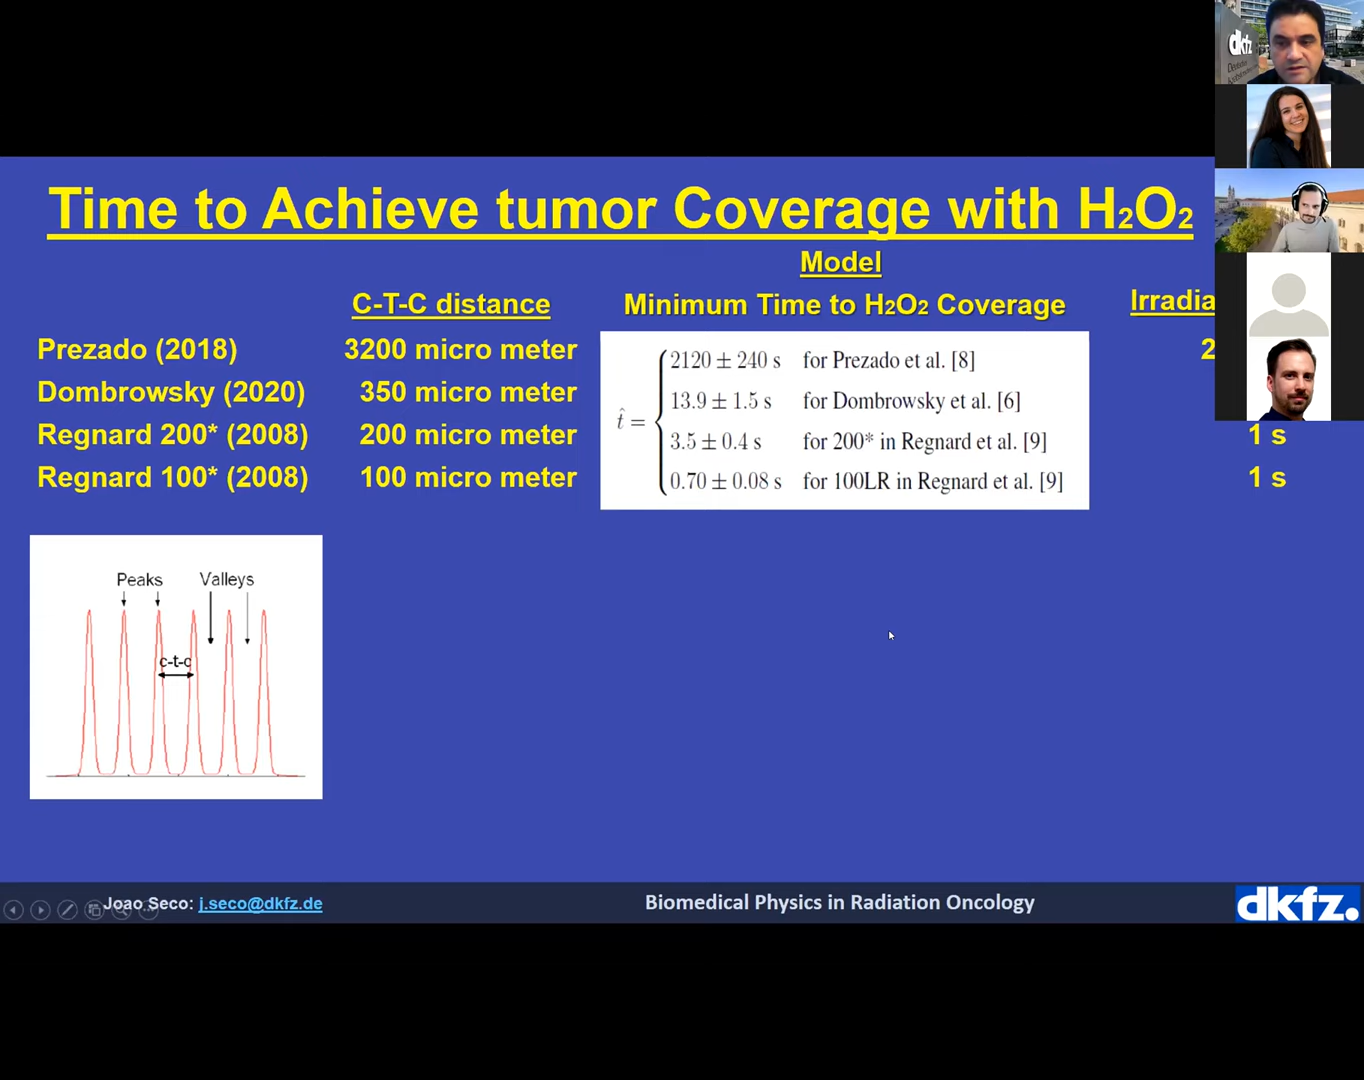 dkfz.
Time to Achieve tumor Coverage with H₂O₂
Model
C-T-C distance Minimum Time to H₂O₂ Coverage Irradia
Prezado (2018) 3200 micro meter 2120 ± 240 s for Prezado et al. [8] 2
Dombrowsky (2020) 350 micro meter 13.9 ± 1.5 s for Dombrowsky et al. [6]
t̂ =
Regnard 200* (2008) 200 micro meter 3.5 ± 0.4 s for 200* in Regnard et al. [9] 1 s
Regnard 100* (2008) 100 micro meter 0.70 ± 0.08 s for 100LR in Regnard et al. [9] 1 s
Peaks Valleys
c-t-c
Joao Seco: j.seco@dkfz.de Biomedical Physics in Radiation Oncology dkfz.